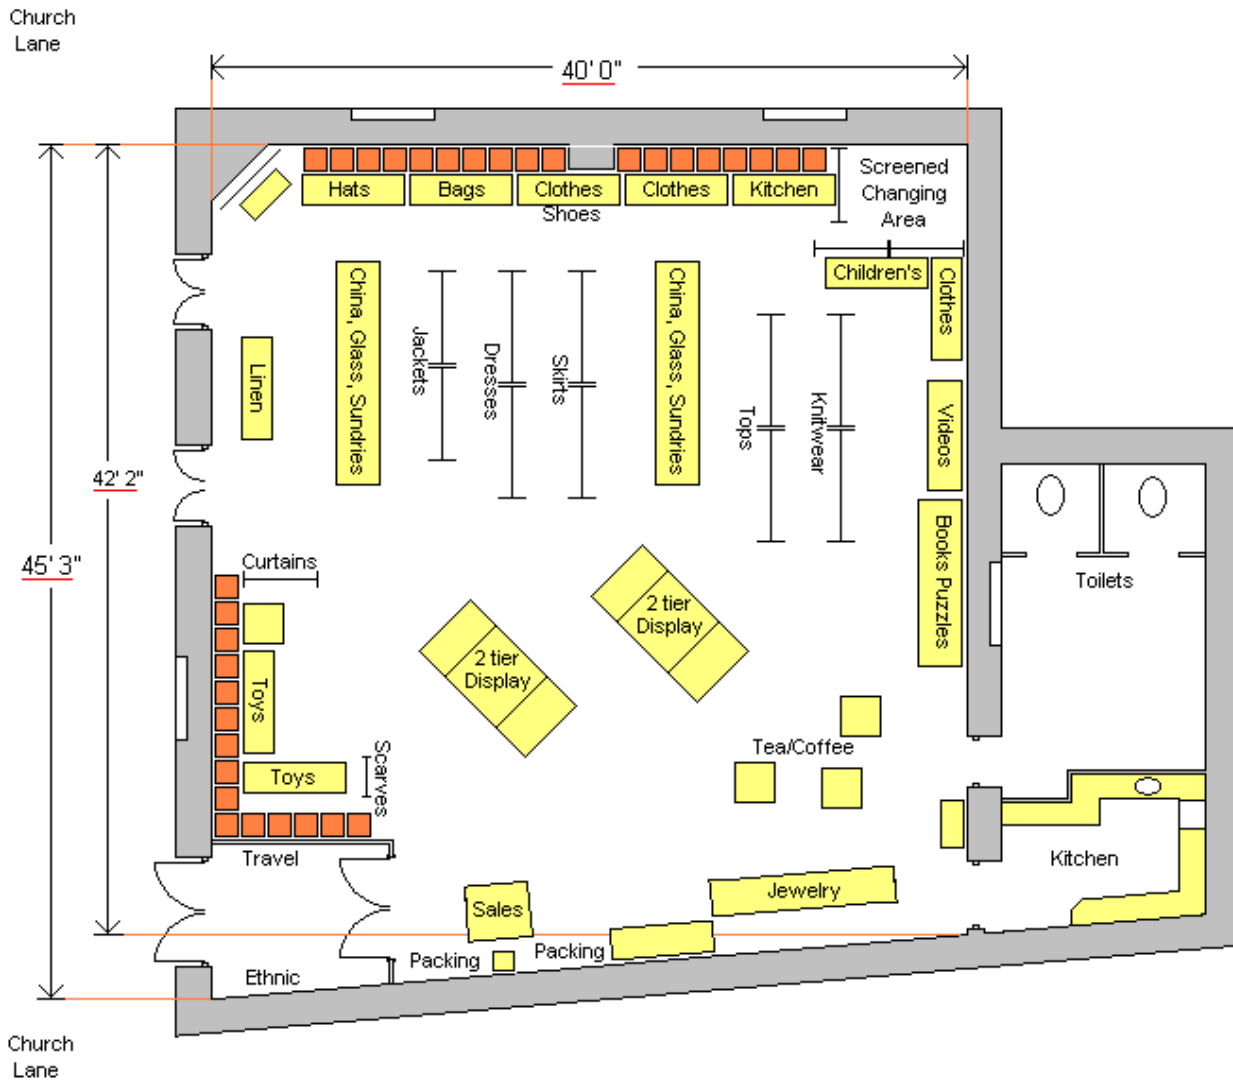 Church
Lane
40' 0"
Screened
Changing
Area
Hats
Bags
Clothes
Clothes
Kitchen
Shoes
Children's
Clothes
China, Glass, Sundries
Jackets
Dresses
Skirts
China, Glass, Sundries
Tops
Knitwear
Linen
Videos
42' 2"
45' 3"
Books Puzzles
Curtains
Toilets
2 tier
Display
2 tier
Display
Toys
Toys
Scarves
Tea/Coffee
Travel
Kitchen
Jewelry
Sales
Packing
Packing
Ethnic
Church
Lane